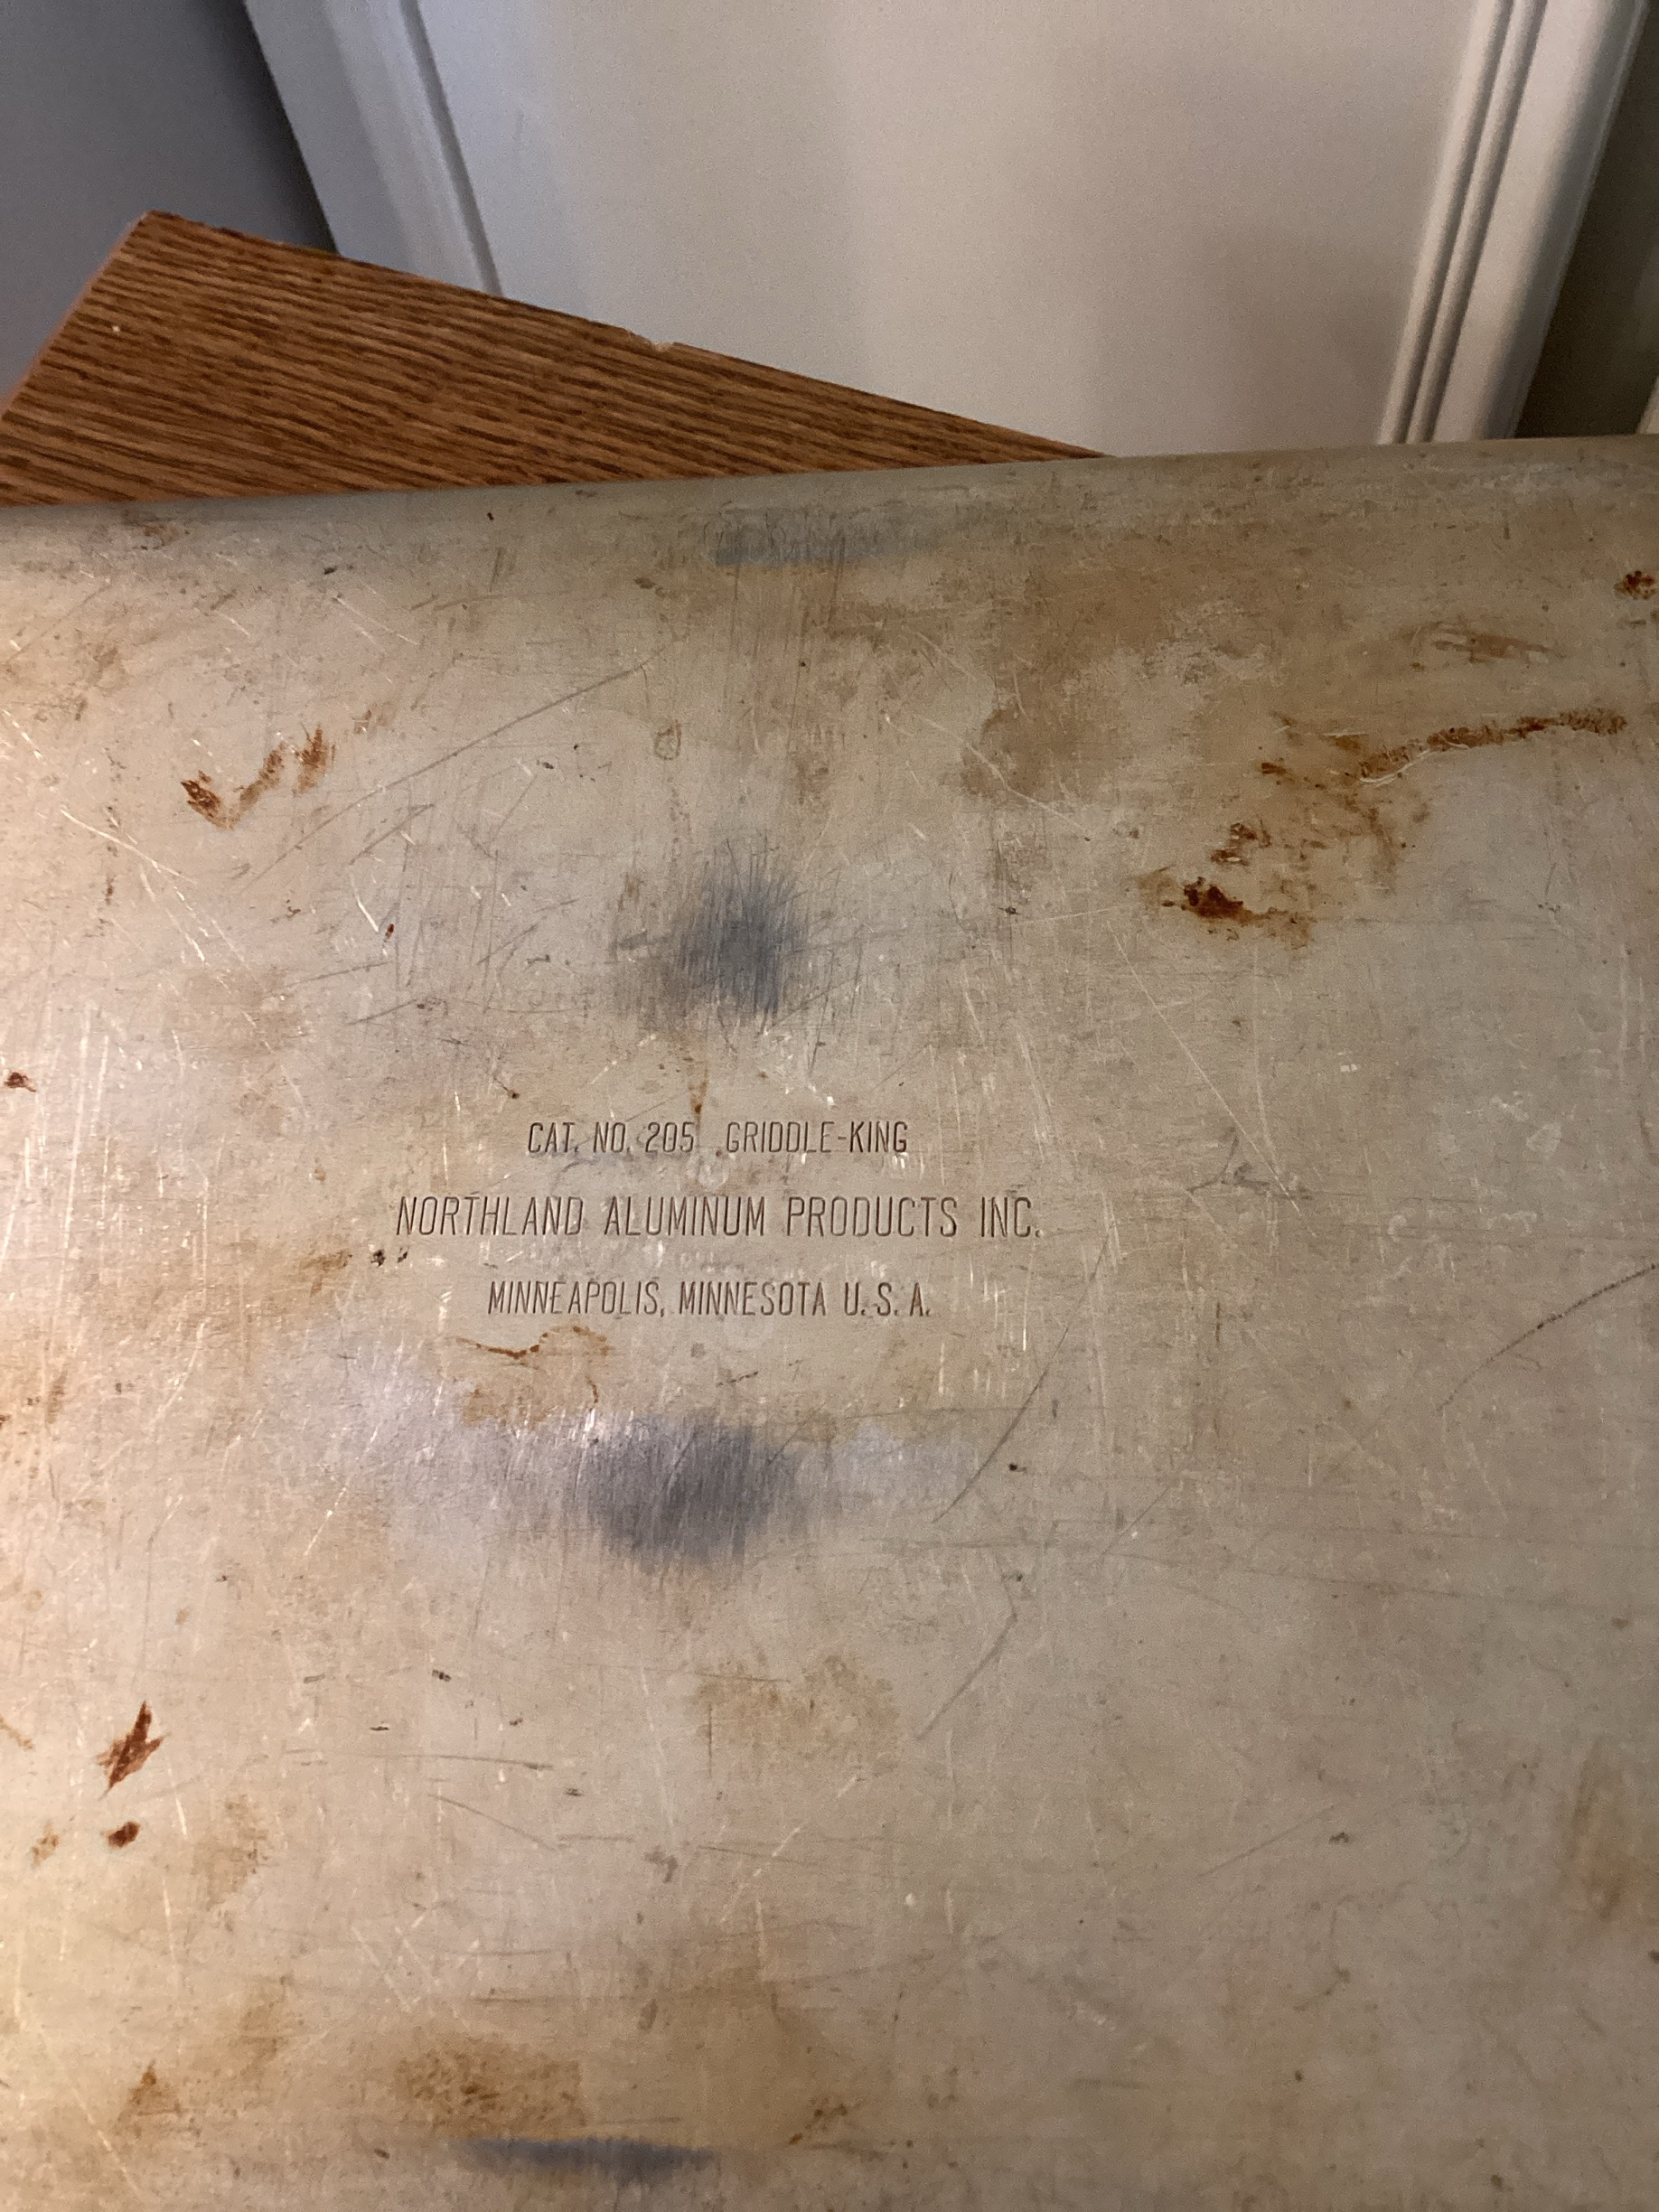 CAT. NO. 205 GRIDDLE-KING
NORTHLAND ALUMINUM PRODUCTS INC.
MINNEAPOLIS, MINNESOTA U.S.A.